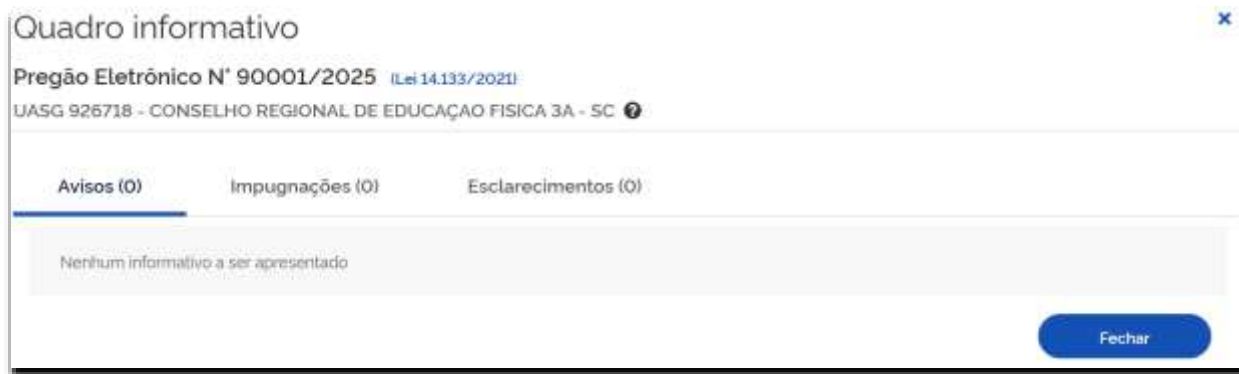 Quadro informativo
Pregão Eletrônico N° 90001/2025 (Lei 14.133/2021)
UASG 926718 - CONSELHO REGIONAL DE EDUCAÇAO FISICA 3A - SC
Avisos (0) Impugnações (0) Esclarecimentos (0)
Nenhum informativo a ser apresentado
Fechar